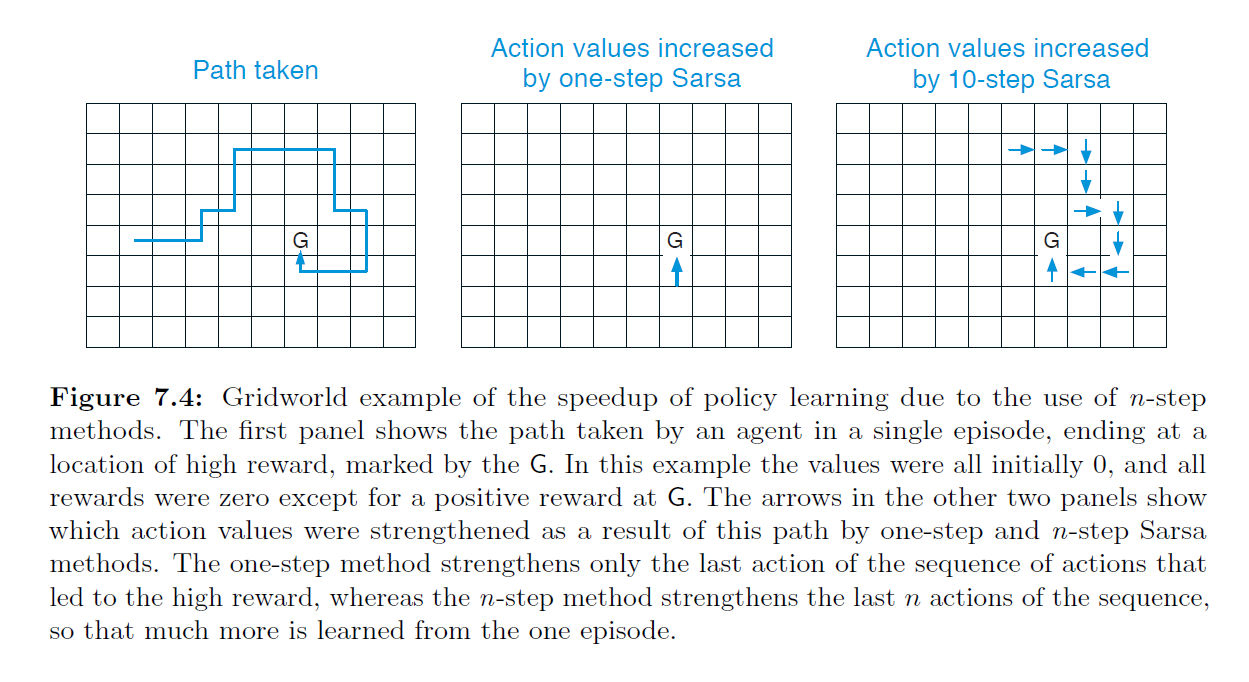 Path taken
Action values increased
by one-step Sarsa
Action values increased
by 10-step Sarsa
G
G
G
Figure 7.4: Gridworld example of the speedup of policy learning due to the use of n-step
methods. The first panel shows the path taken by an agent in a single episode, ending at a
location of high reward, marked by the G. In this example the values were all initially 0, and all
rewards were zero except for a positive reward at G. The arrows in the other two panels show
which action values were strengthened as a result of this path by one-step and n-step Sarsa
methods. The one-step method strengthens only the last action of the sequence of actions that
led to the high reward, whereas the n-step method strengthens the last n actions of the sequence,
so that much more is learned from the one episode.